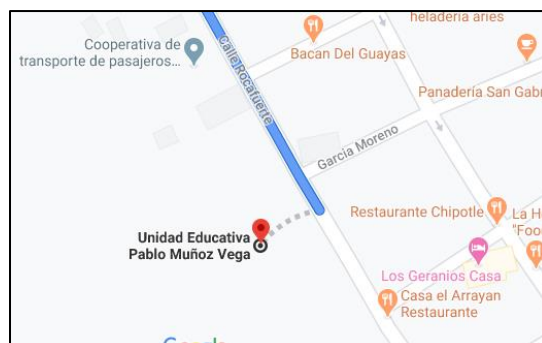 heladería aries
Cooperativa de
transporte de pasajeros...
Bacan Del Guayas
Calle Rocafuerte
Panadería San Gabr
García Moreno
Unidad Educativa
Pablo Muñoz Vega
Restaurante Chipotle
La H
"Foo
Los Geranios Casa
Casa el Arrayan
Restaurante
Google